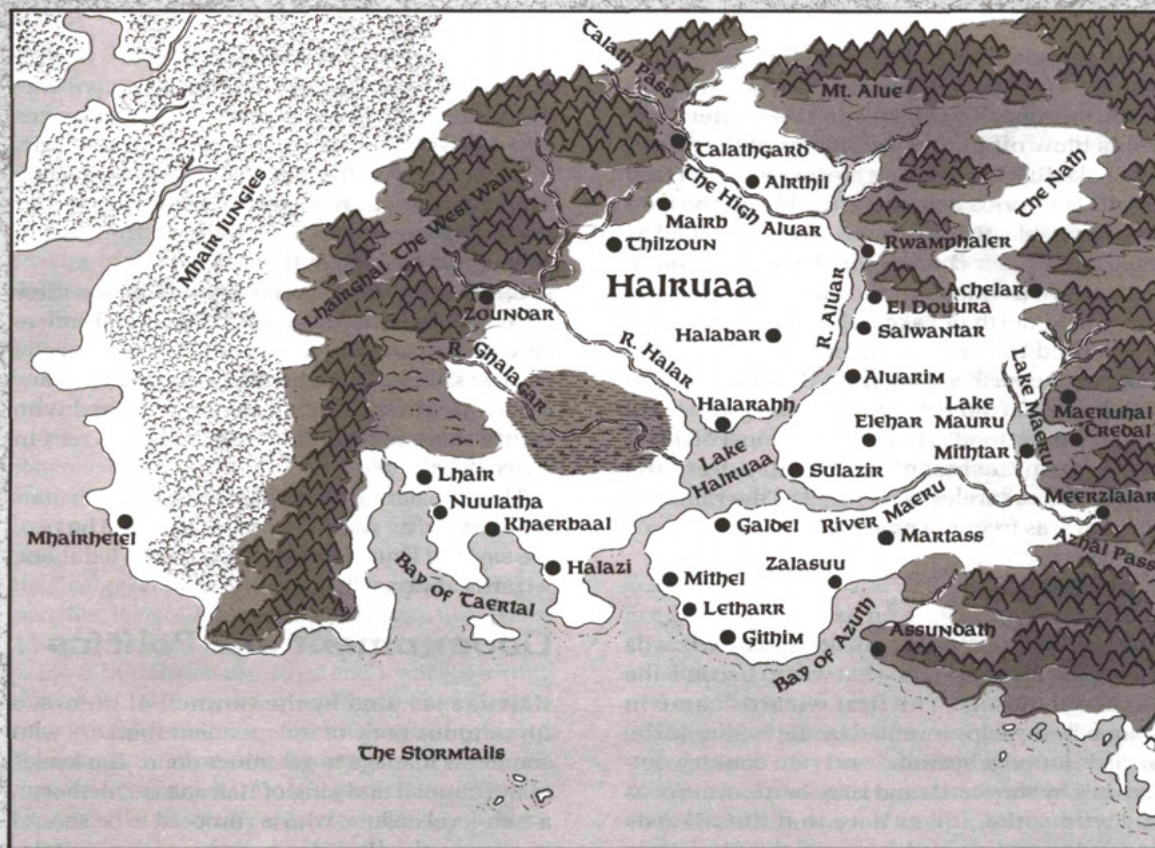 Talath Pass
Mt. Alue
Talathgard
Mhair Jungles
Airthil
The High Aluar
The Nath
Lhairghal
The West Wall
Mairb
Thilzoun
Rwamphaler
Halruaa
Achelar
El Doulura
Zoundar
Salwantar
Halabar
R. Aluar
R. Halar
R. Ghalagar
Aluarim
Lake Maeru
Maeruhal
Halarahh
Elehar
Lake
Mauru
Credal
Mithtar
Lake
Halruaa
Sulazir
Lhair
Nuulatha
Khaerbaal
Galdel
River Maeru
Meerzlalar
Mhairhetel
Martass
Azhal Pass
Halazi
Bay of Taertal
Mithel
Zalasuu
Letharr
Githim
Bay of Azuth
Assundath
The Stormtails